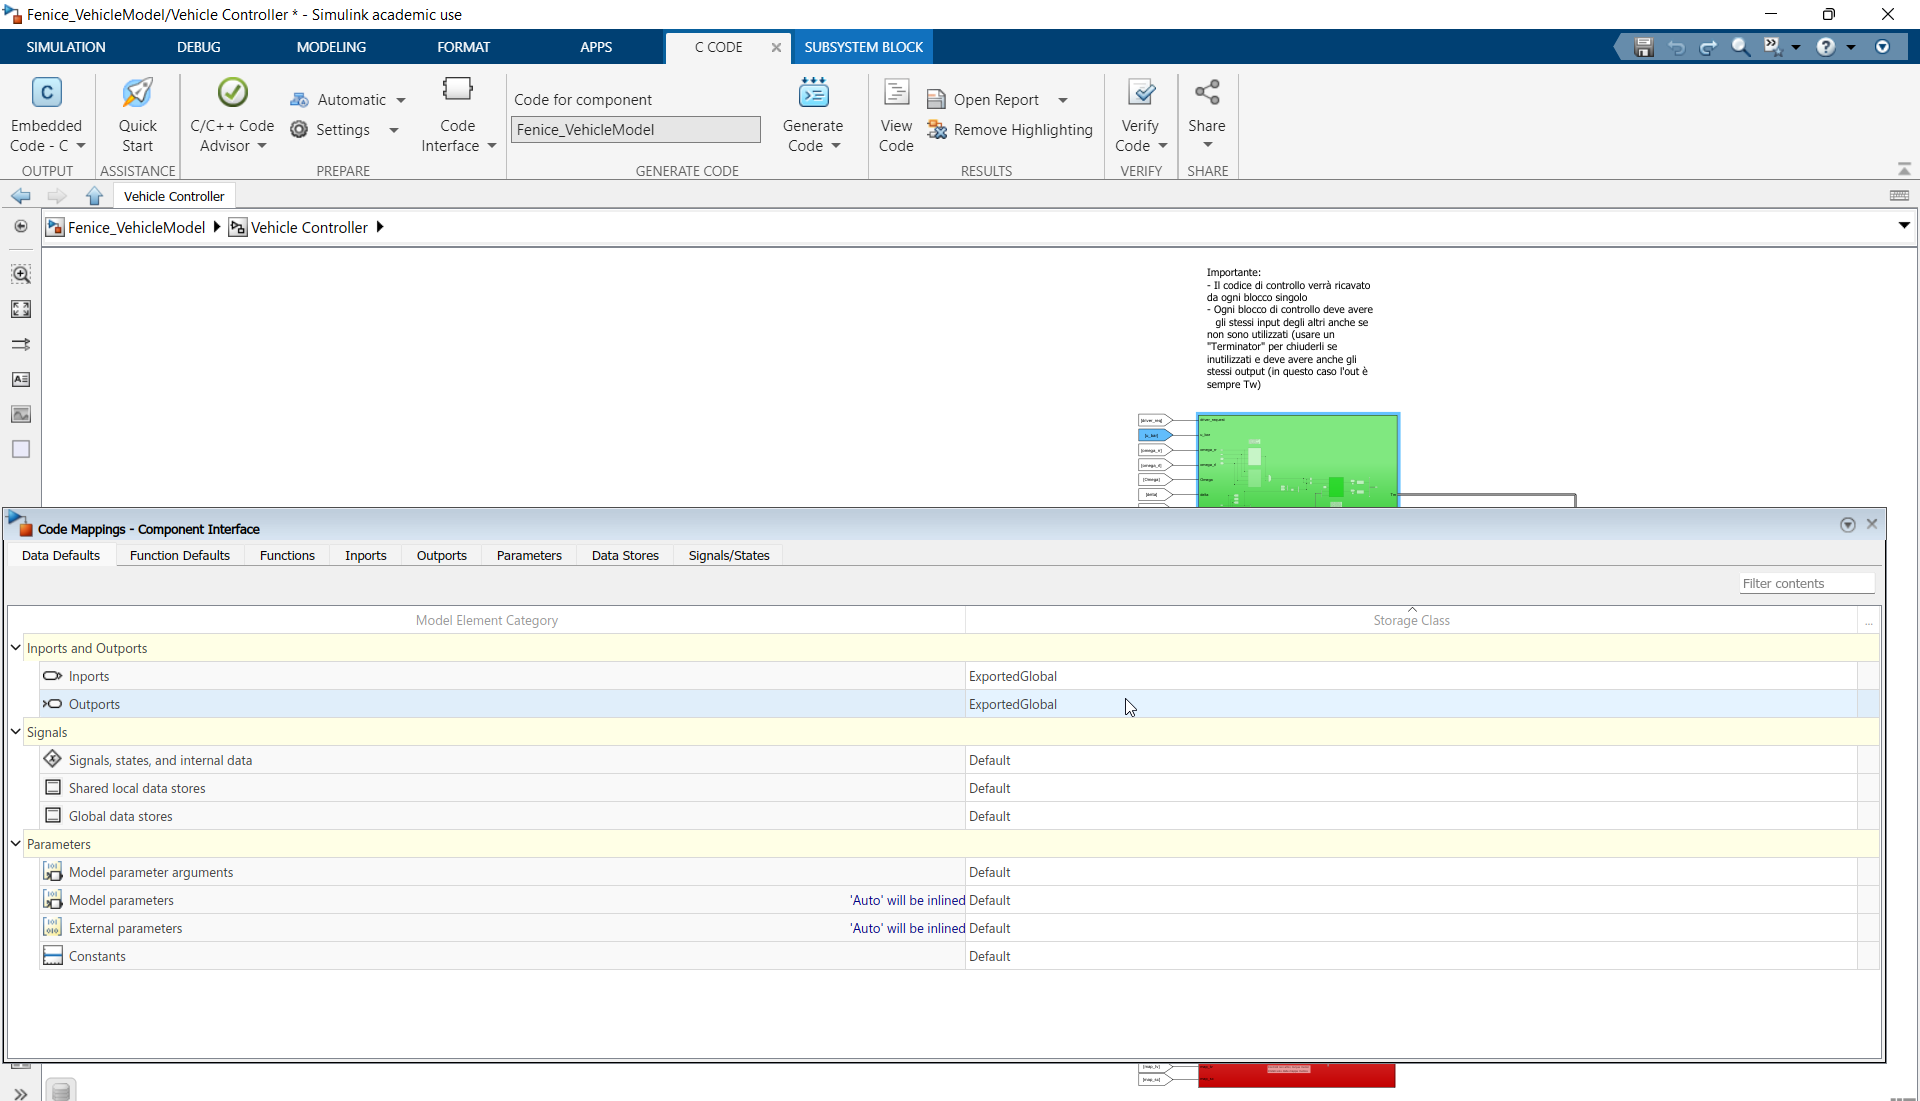 Fenice_VehicleModel/Vehicle Controller * - Simulink academic use
SIMULATION DEBUG MODELING FORMAT APPS C CODE SUBSYSTEM BLOCK
Embedded Code - C
OUTPUT
Quick Start
ASSISTANCE
C/C++ Code Advisor
Automatic
Settings
Code Interface
PREPARE
Code for component
Fenice_VehicleModel
Generate Code
GENERATE CODE
View Code
Open Report
Remove Highlighting
RESULTS
Verify Code
VERIFY
Share
SHARE
Vehicle Controller
Fenice_VehicleModel Vehicle Controller
Importante:
- Il codice di controllo verrà ricavato
da ogni blocco singolo
- Ogni blocco di controllo deve avere
gli stessi input degli altri anche se
non sono utilizzati (usare un
"Terminator" per chiuderli se
inutilizzati e deve avere anche gli
stessi output (in questo caso l'out è
sempre Tw)
[omega_rr]
[omega_rl]
[Omega]
[delta]
Code Mappings - Component Interface
Data Defaults Function Defaults Functions Inports Outports Parameters Data Stores Signals/States
Filter contents
Model Element Category Storage Class ...
Inports and Outports
Inports ExportedGlobal
Outports ExportedGlobal
Signals
Signals, states, and internal data Default
Shared local data stores Default
Global data stores Default
Parameters
Model parameter arguments Default
Model parameters 'Auto' will be inlined Default
External parameters 'Auto' will be inlined Default
Constants Default
[map_tv]
[map_sc]